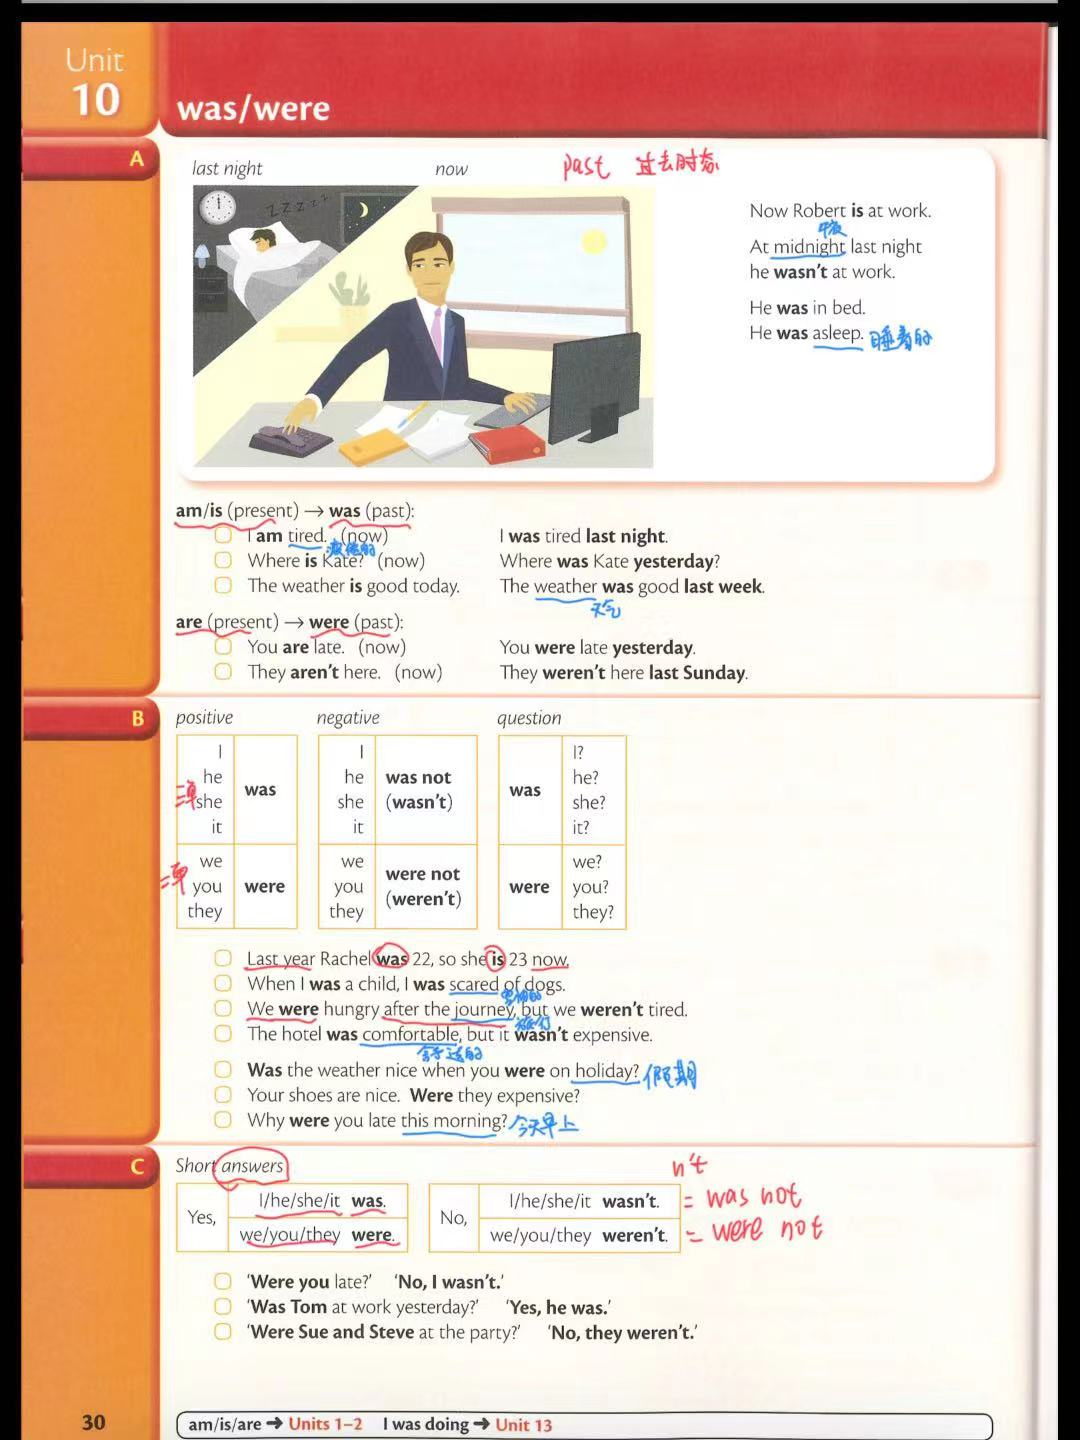 Unit
10
was/were
A
last night now past 过去时态
ZZZZZ
Now Robert is at work.
中夜
At midnight last night
he wasn't at work.
He was in bed.
He was asleep. 睡着的
am/is (present) → was (past):
I am tired. (now) I was tired last night.
疲倦的
Where is Kate? (now) Where was Kate yesterday?
The weather is good today. The weather was good last week.
天气
are (present) → were (past):
You are late. (now) You were late yesterday.
They aren't here. (now) They weren't here last Sunday.
B
positive negative question
I I I?
he he was not he?
she was she (wasn't) was she?
it it it?
we we we?
you were you were not were you?
they they (weren't) they?
Last year Rachel was 22, so she is 23 now.
When I was a child, I was scared of dogs.
害怕的
We were hungry after the journey, but we weren't tired.
旅行
The hotel was comfortable, but it wasn't expensive.
舒适的
Was the weather nice when you were on holiday? 假期
Your shoes are nice. Were they expensive?
Why were you late this morning? 今天早上
C
Short answers n't
Yes, I/he/she/it was. No, I/he/she/it wasn't. = was not
we/you/they were. we/you/they weren't. = were not
'Were you late?' 'No, I wasn't.'
'Was Tom at work yesterday?' 'Yes, he was.'
'Were Sue and Steve at the party?' 'No, they weren't.'
30
am/is/are → Units 1–2 I was doing → Unit 13